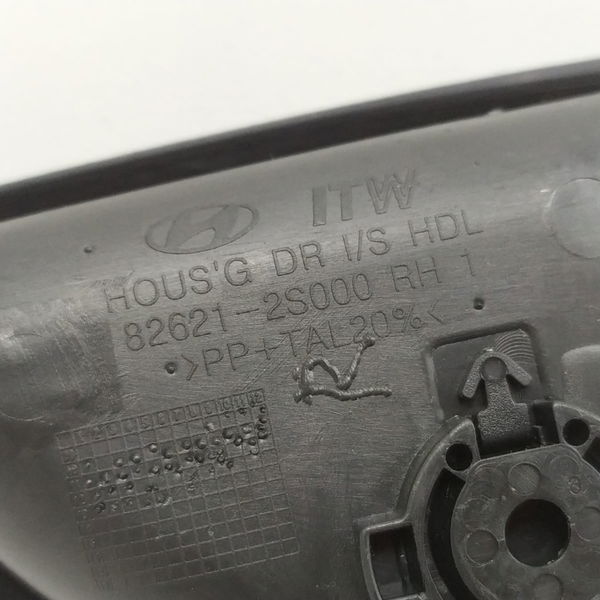 ITW
HOUS'G DR I/S HDL
82621-2S000 RH 1
>PP+TAL20%<